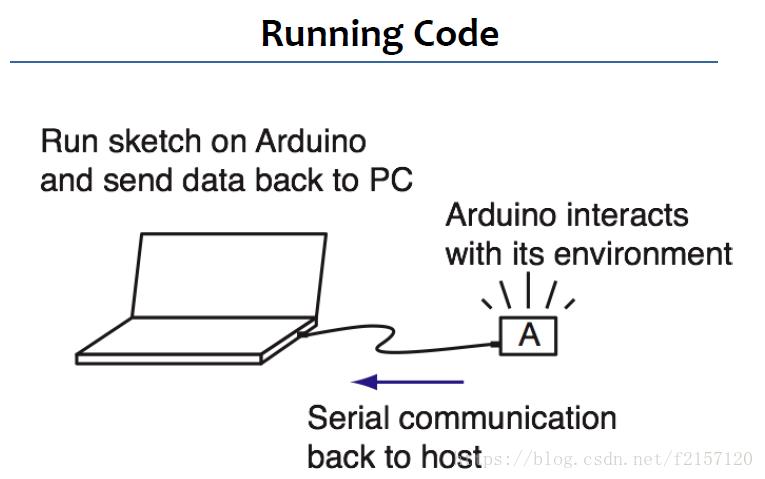 Running Code
Run sketch on Arduino
and send data back to PC
Arduino interacts
with its environment
A
Serial communication
back to host
https://blog.csdn.net/f2157120